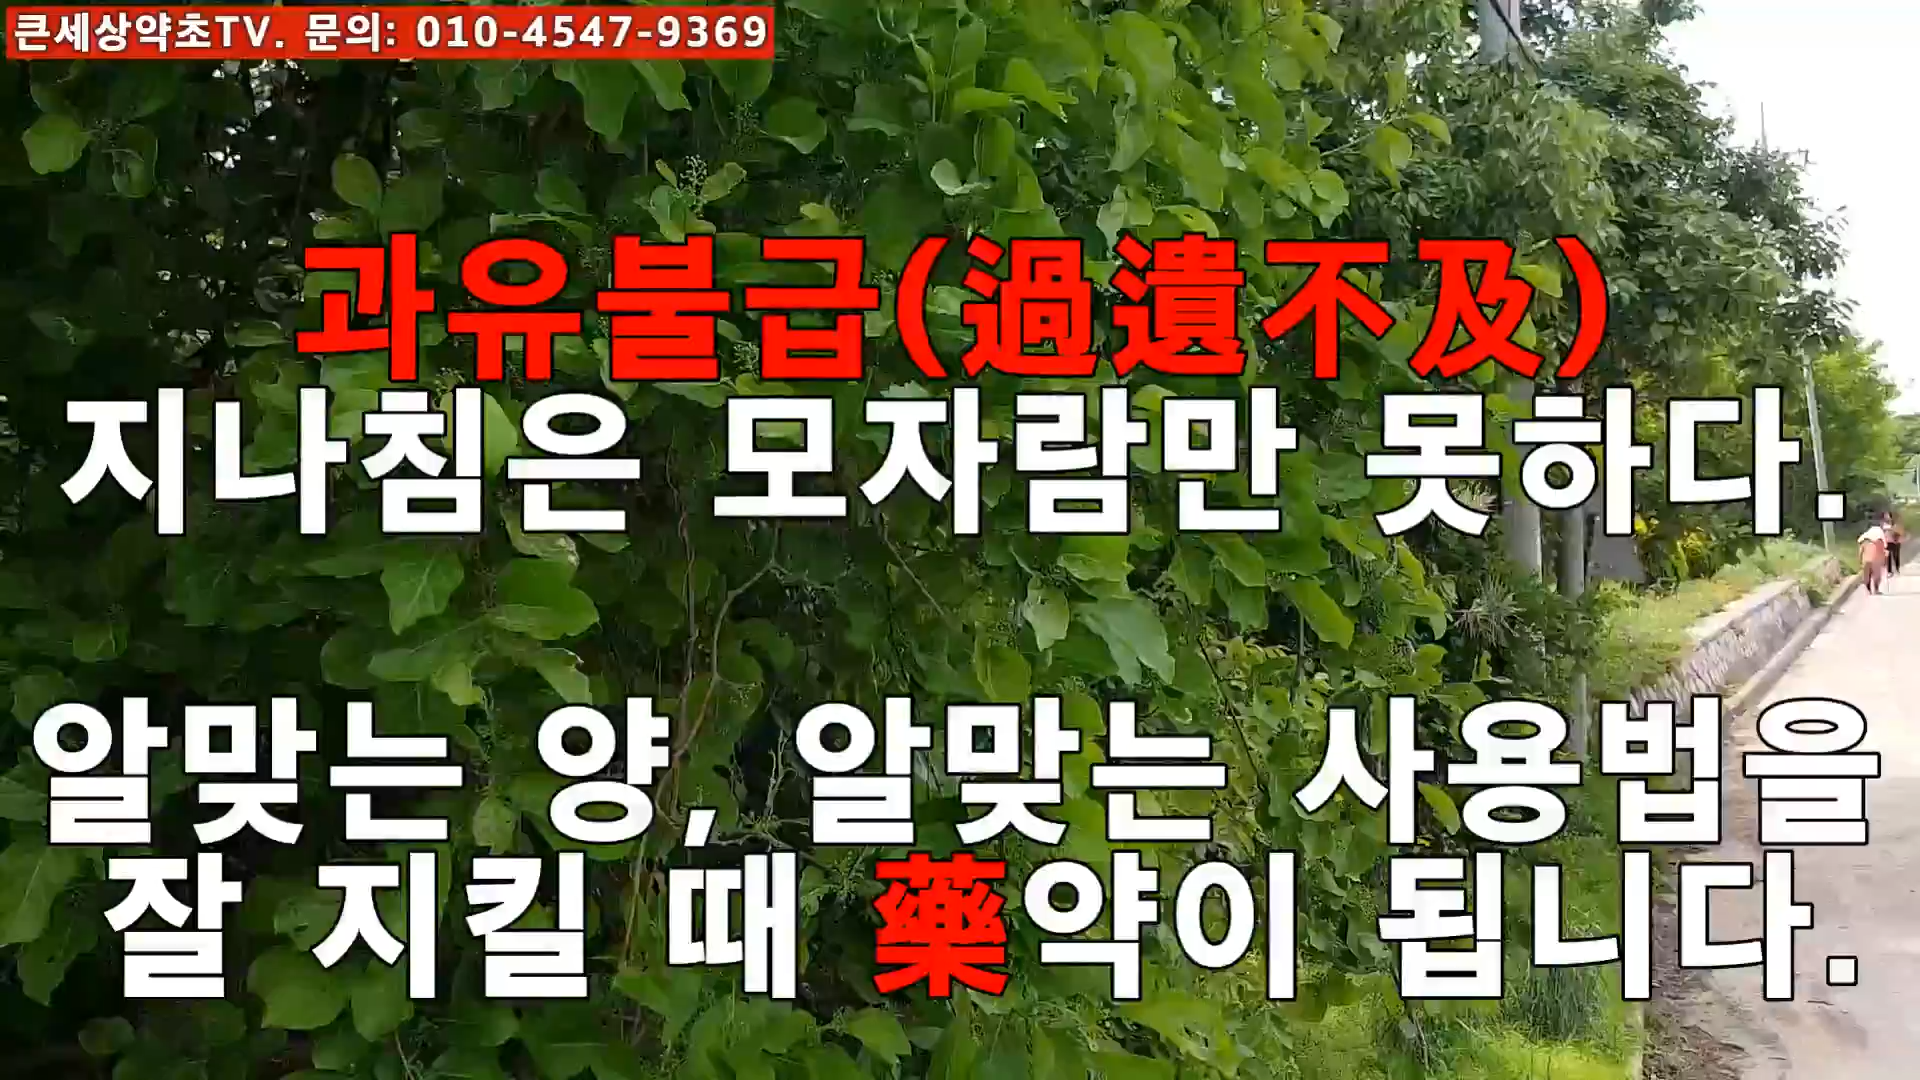 큰세상약초TV. 문의: 010-4547-9369
과유불급(過遺不及)
지나침은 모자람만 못하다.
알맞는 양, 알맞는 사용법을
잘 지킬 때 藥약이 됩니다.